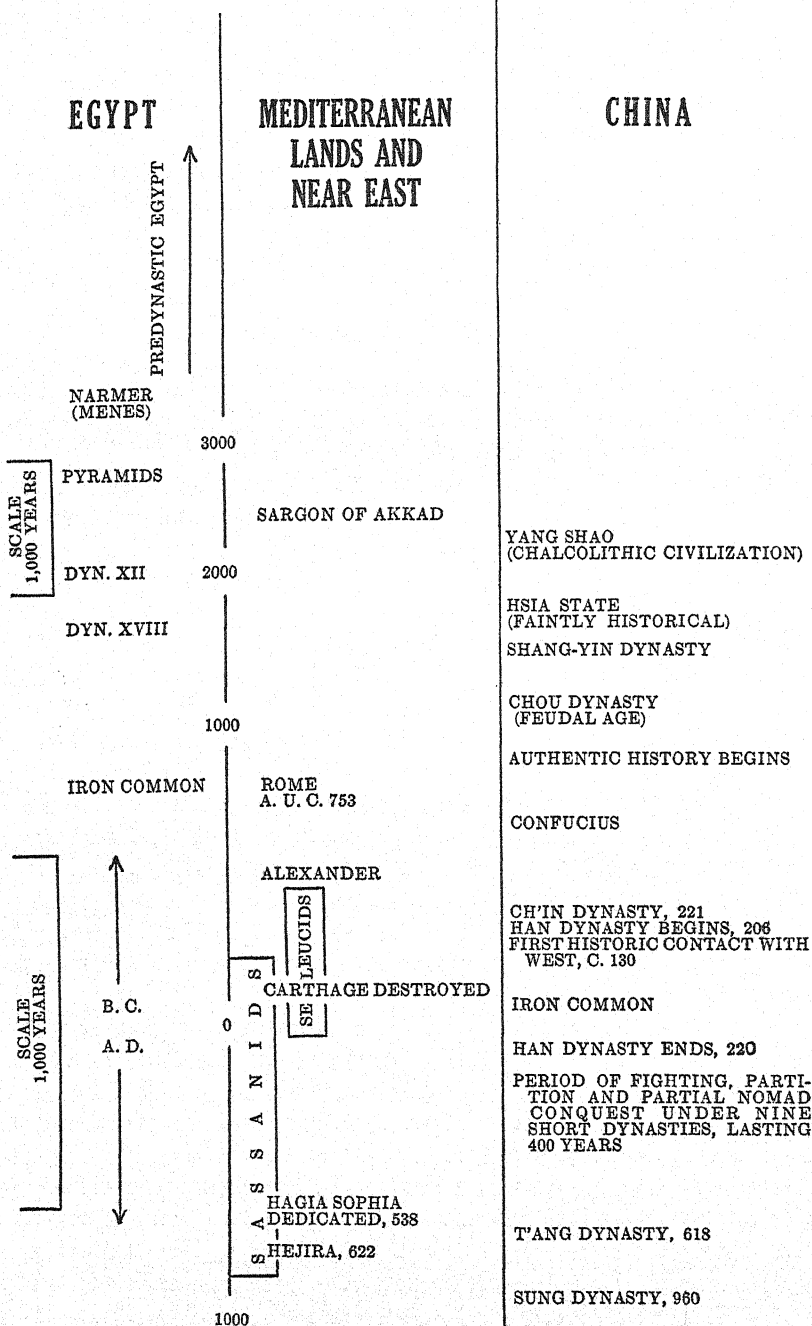 EGYPT
PREDYNASTIC EGYPT
NARMER
(MENES)
PYRAMIDS
SCALE
1,000 YEARS
DYN. XII
DYN. XVIII
IRON COMMON
SCALE
1,000 YEARS
B. C.
A. D.
3000
2000
1000
0
1000
MEDITERRANEAN
LANDS AND
NEAR EAST
SARGON OF AKKAD
ROME
A. U. C. 753
ALEXANDER
SELEUCIDS
CARTHAGE DESTROYED
SASSANIDS
HAGIA SOPHIA
DEDICATED, 538
HEJIRA, 622
CHINA
YANG SHAO
(CHALCOLITHIC CIVILIZATION)
HSIA STATE
(FAINTLY HISTORICAL)
SHANG-YIN DYNASTY
CHOU DYNASTY
(FEUDAL AGE)
AUTHENTIC HISTORY BEGINS
CONFUCIUS
CH'IN DYNASTY, 221
HAN DYNASTY BEGINS, 206
FIRST HISTORIC CONTACT WITH
WEST, C. 130
IRON COMMON
HAN DYNASTY ENDS, 220
PERIOD OF FIGHTING, PARTI-
TION AND PARTIAL NOMAD
CONQUEST UNDER NINE
SHORT DYNASTIES, LASTING
400 YEARS
T'ANG DYNASTY, 618
SUNG DYNASTY, 960